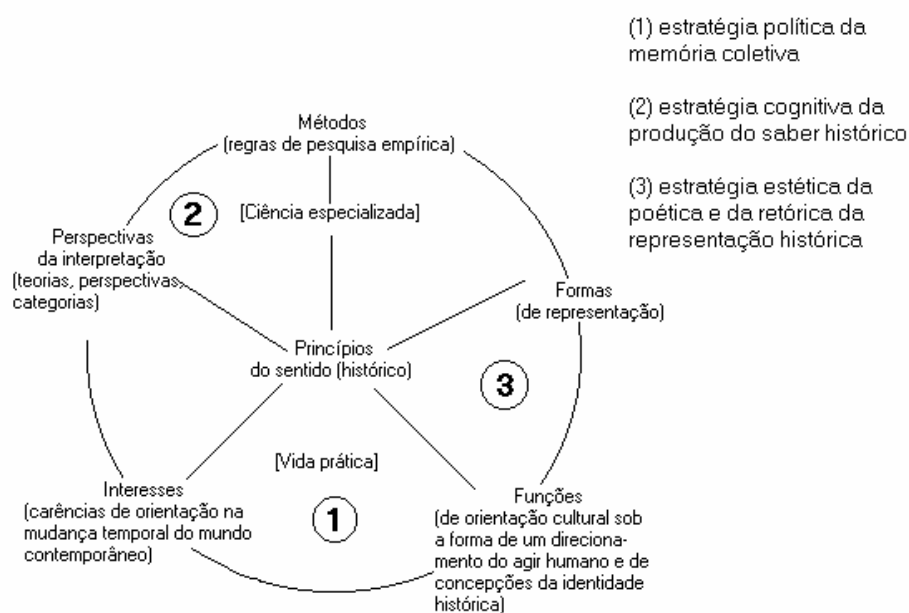 (1) estratégia política da
memória coletiva
(2) estratégia cognitiva da
produção do saber histórico
(3) estratégia estética da
poética e da retórica da
representação histórica
Métodos
(regras de pesquisa empírica)
2
[Ciência especializada]
Perspectivas
da interpretação
(teorias, perspectivas,
categorias)
Formas
(de representação)
Princípios
do sentido (histórico)
3
[Vida prática]
1
Interesses
(carências de orientação na
mudança temporal do mundo
contemporâneo)
Funções
(de orientação cultural sob
a forma de um direciona-
mento do agir humano e de
concepções da identidade
histórica)